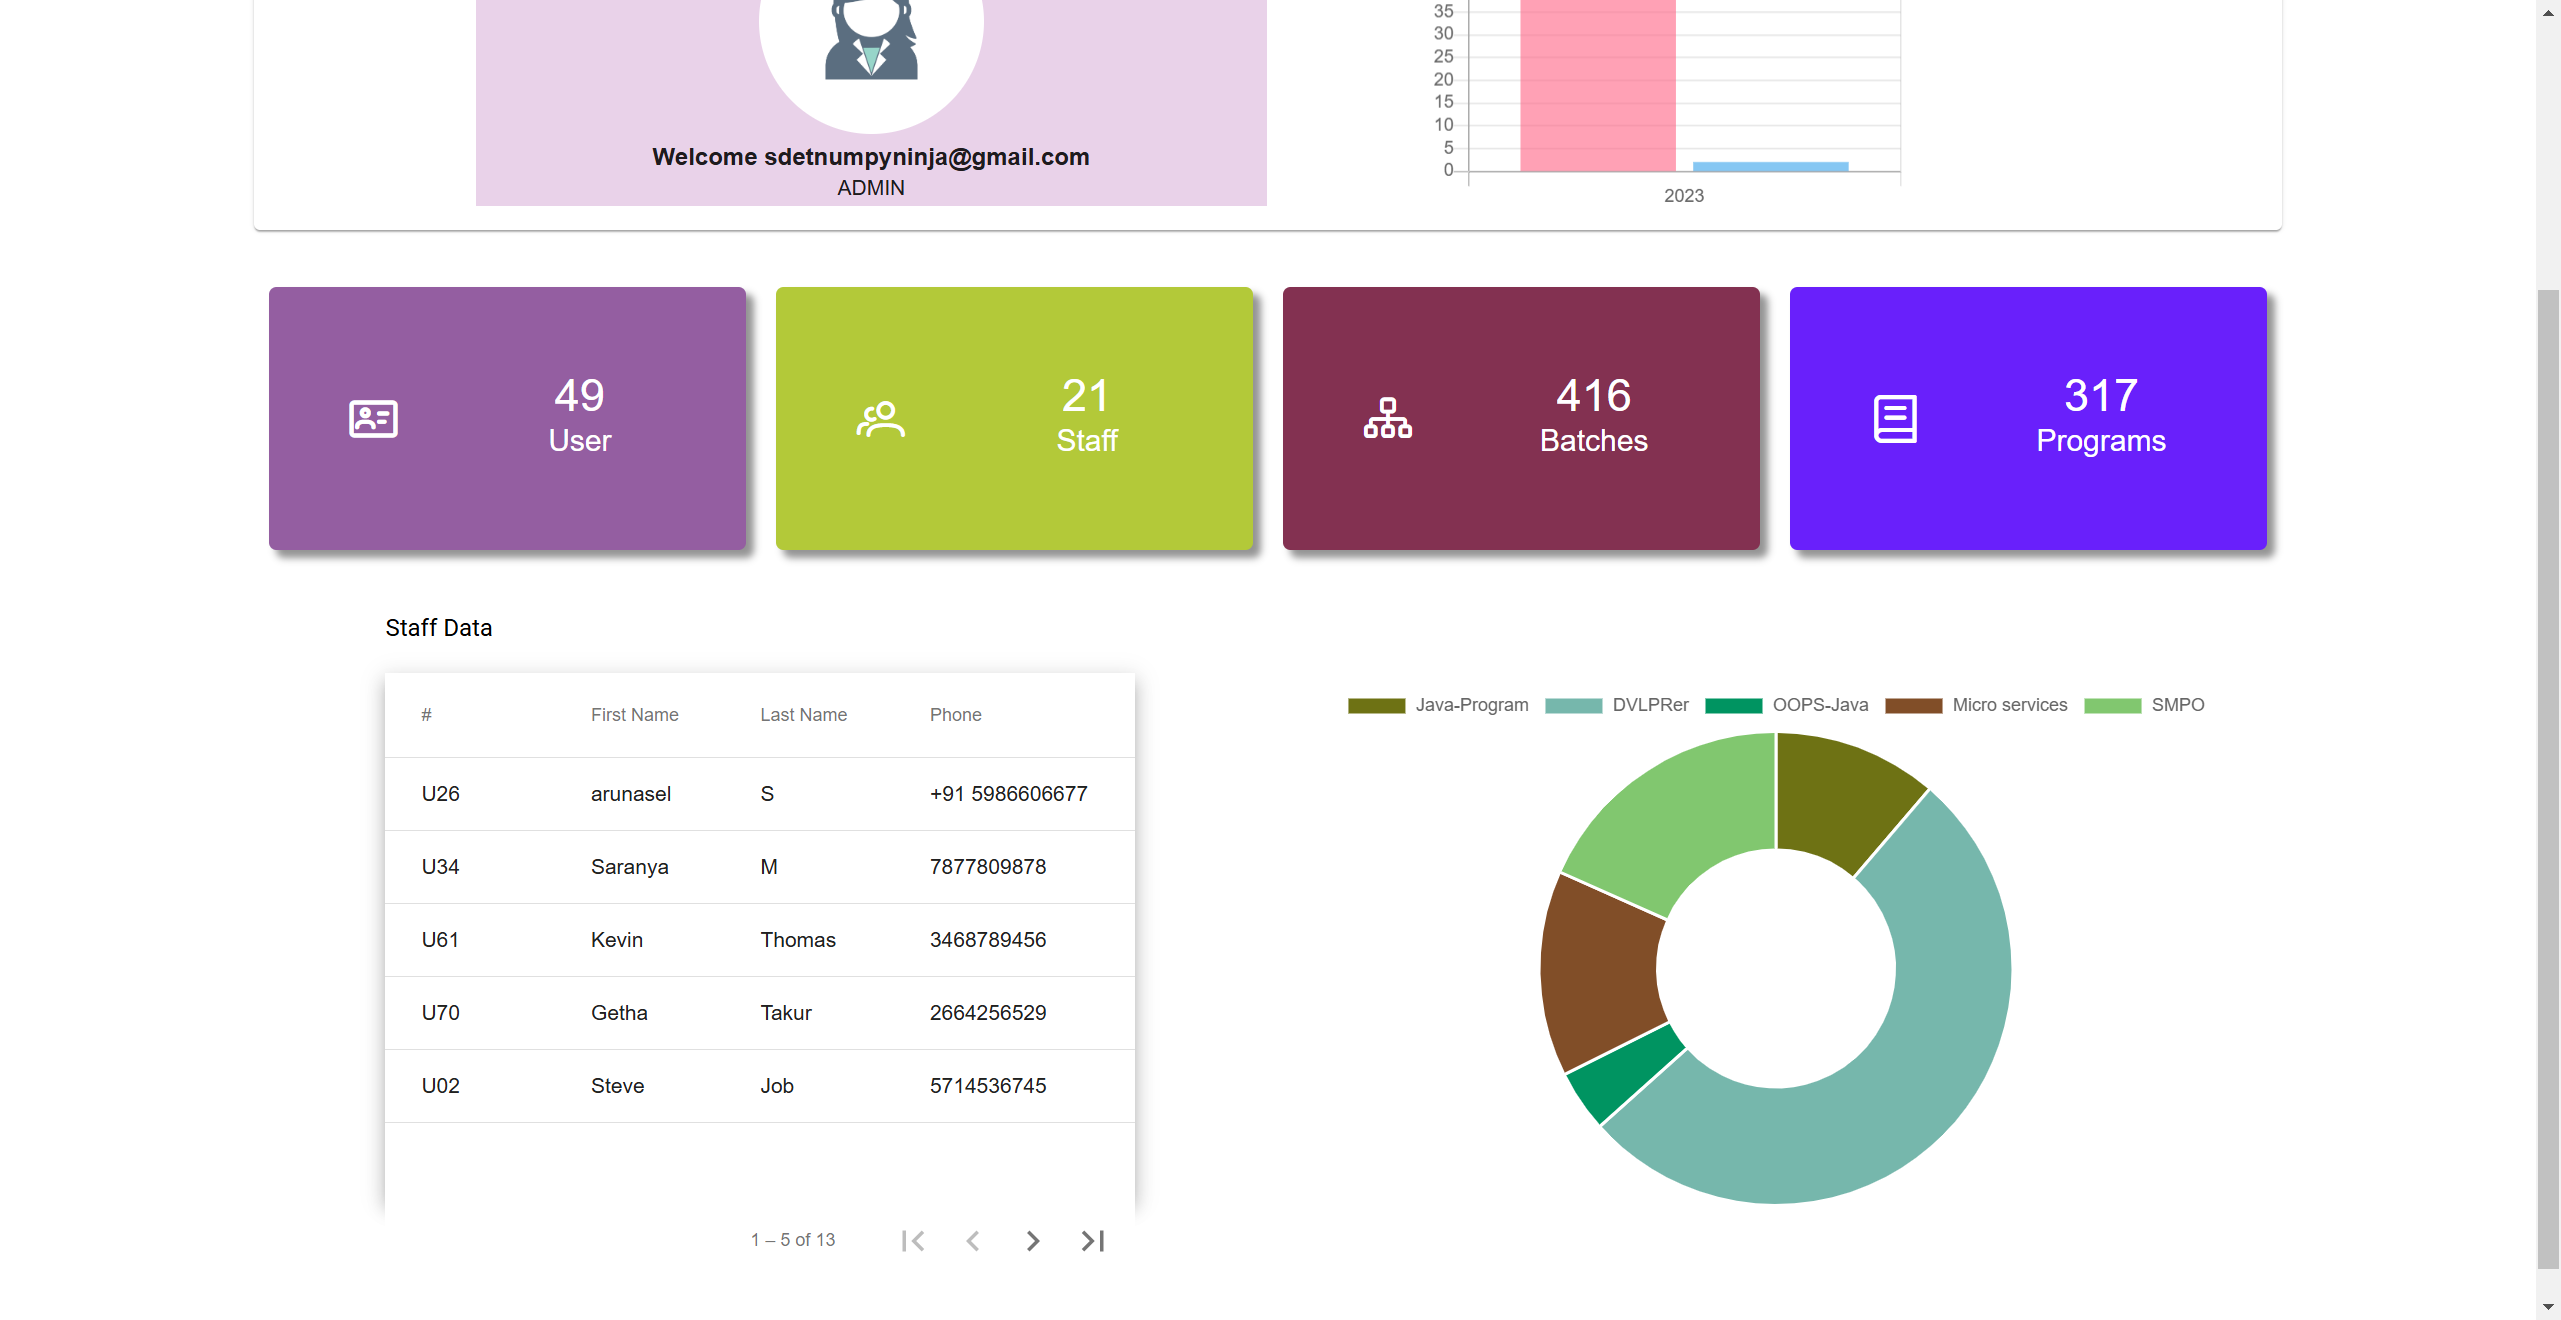 Welcome sdetnumpyninja@gmail.com
ADMIN
35
30
25
20
15
10
5
0
2023
49
User
21
Staff
416
Batches
317
Programs
Staff Data
# First Name Last Name Phone
U26 arunasel S +91 5986606677
U34 Saranya M 7877809878
U61 Kevin Thomas 3468789456
U70 Getha Takur 2664256529
U02 Steve Job 5714536745
1 – 5 of 13
Java-Program DVLPRer OOPS-Java Micro services SMPO